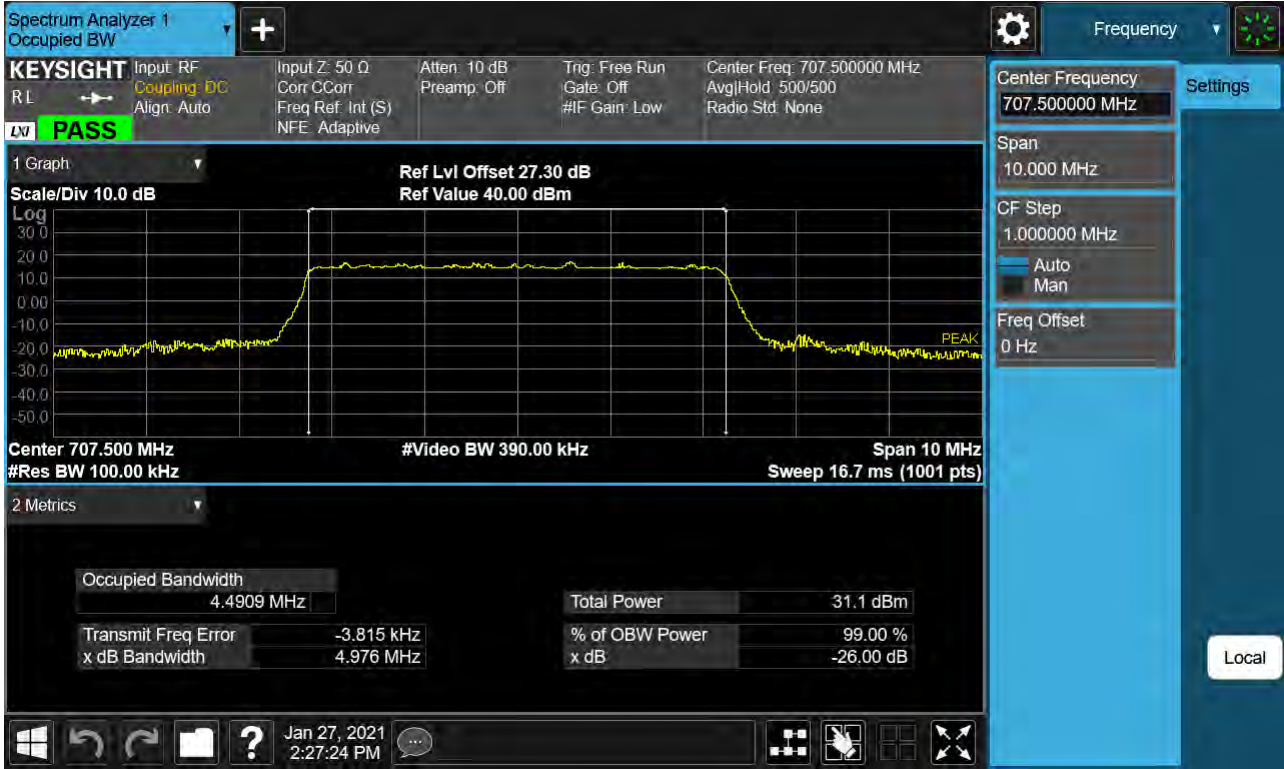 Spectrum Analyzer 1
Occupied BW
Frequency
KEYSIGHT
RL
LXI PASS
Input: RF
Coupling: DC
Align: Auto
Input Z: 50 Ω
Corr CCorr
Freq Ref: Int (S)
NFE: Adaptive
Atten: 10 dB
Preamp: Off
Trig: Free Run
Gate: Off
#IF Gain: Low
Center Freq: 707.500000 MHz
Avg|Hold: 500/500
Radio Std: None
Center Frequency
707.500000 MHz
Settings
Span
10.000 MHz
CF Step
1.000000 MHz
Auto
Man
Freq Offset
0 Hz
Local
1 Graph
Scale/Div 10.0 dB
Ref Lvl Offset 27.30 dB
Ref Value 40.00 dBm
Log
30.0
20.0
10.0
0.00
-10.0
-20.0
-30.0
-40.0
-50.0
PEAK
Center 707.500 MHz
#Video BW 390.00 kHz
Span 10 MHz
#Res BW 100.00 kHz
Sweep 16.7 ms (1001 pts)
2 Metrics
Occupied Bandwidth
4.4909 MHz
Transmit Freq Error -3.815 kHz
x dB Bandwidth 4.976 MHz
Total Power 31.1 dBm
% of OBW Power 99.00 %
x dB -26.00 dB
Jan 27, 2021
2:27:24 PM